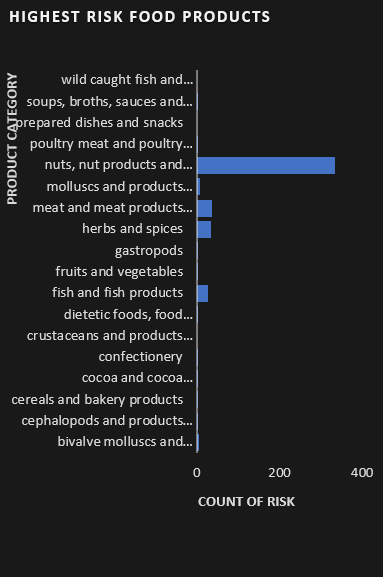 HIGHEST RISK FOOD PRODUCTS
PRODUCT CATEGORY
wild caught fish and...
soups, broths, sauces and...
prepared dishes and snacks
poultry meat and poultry...
nuts, nut products and...
molluscs and products...
meat and meat products...
herbs and spices
gastropods
fruits and vegetables
fish and fish products
dietetic foods, food...
crustaceans and products...
confectionery
cocoa and cocoa...
cereals and bakery products
cephalopods and products...
bivalve molluscs and...
0 200 400
COUNT OF RISK